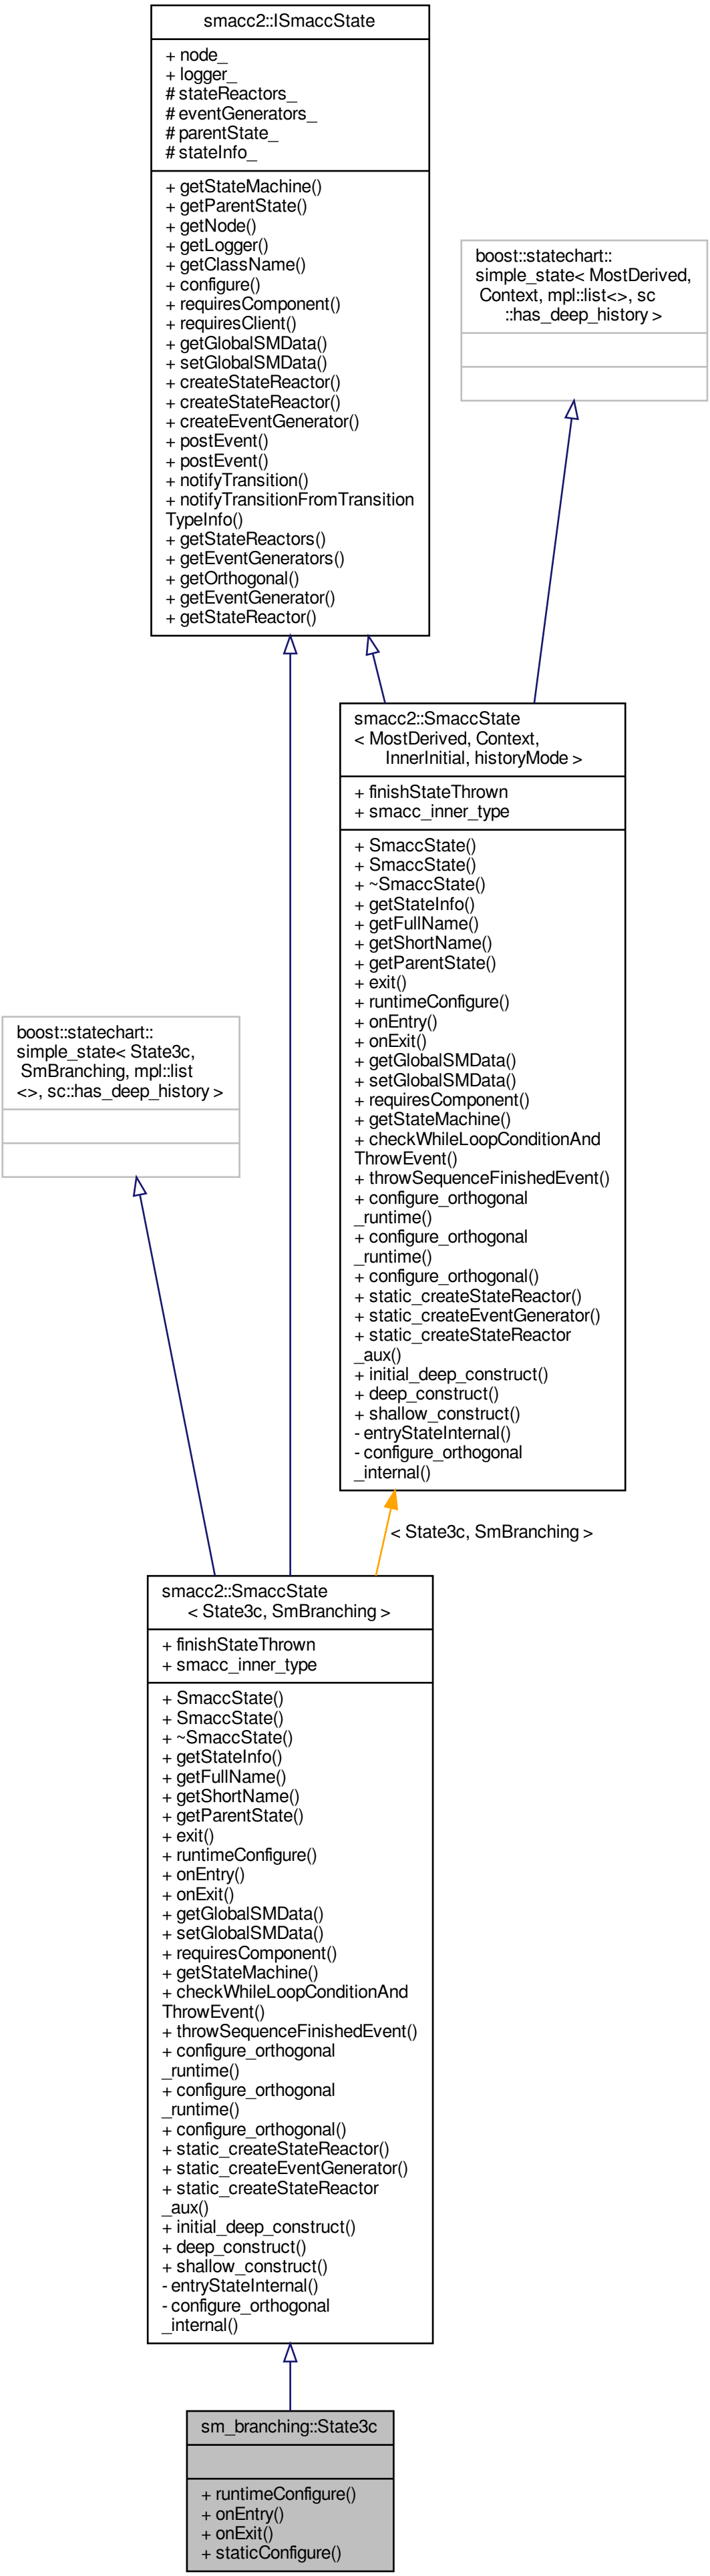 smacc2::ISmaccState
+ node_
+ logger_
# stateReactors_
# eventGenerators_
# parentState_
# stateInfo_
+ getStateMachine()
+ getParentState()
+ getNode()
+ getLogger()
+ getClassName()
+ configure()
+ requiresComponent()
+ requiresClient()
+ getGlobalSMData()
+ setGlobalSMData()
+ createStateReactor()
+ createStateReactor()
+ createEventGenerator()
+ postEvent()
+ postEvent()
+ notifyTransition()
+ notifyTransitionFromTransition
TypeInfo()
+ getStateReactors()
+ getEventGenerators()
+ getOrthogonal()
+ getEventGenerator()
+ getStateReactor()
boost::statechart::
simple_state< MostDerived,
Context, mpl::list<>, sc
::has_deep_history >
smacc2::SmaccState
< MostDerived, Context,
InnerInitial, historyMode >
+ finishStateThrown
+ smacc_inner_type
+ SmaccState()
+ SmaccState()
+ ~SmaccState()
+ getStateInfo()
+ getFullName()
+ getShortName()
+ getParentState()
+ exit()
+ runtimeConfigure()
+ onEntry()
+ onExit()
+ getGlobalSMData()
+ setGlobalSMData()
+ requiresComponent()
+ getStateMachine()
+ checkWhileLoopConditionAnd
ThrowEvent()
+ throwSequenceFinishedEvent()
+ configure_orthogonal
_runtime()
+ configure_orthogonal
_runtime()
+ configure_orthogonal()
+ static_createStateReactor()
+ static_createEventGenerator()
+ static_createStateReactor
_aux()
+ initial_deep_construct()
+ deep_construct()
+ shallow_construct()
- entryStateInternal()
- configure_orthogonal
_internal()
boost::statechart::
simple_state< State3c,
SmBranching, mpl::list
<>, sc::has_deep_history >
< State3c, SmBranching >
smacc2::SmaccState
< State3c, SmBranching >
+ finishStateThrown
+ smacc_inner_type
+ SmaccState()
+ SmaccState()
+ ~SmaccState()
+ getStateInfo()
+ getFullName()
+ getShortName()
+ getParentState()
+ exit()
+ runtimeConfigure()
+ onEntry()
+ onExit()
+ getGlobalSMData()
+ setGlobalSMData()
+ requiresComponent()
+ getStateMachine()
+ checkWhileLoopConditionAnd
ThrowEvent()
+ throwSequenceFinishedEvent()
+ configure_orthogonal
_runtime()
+ configure_orthogonal
_runtime()
+ configure_orthogonal()
+ static_createStateReactor()
+ static_createEventGenerator()
+ static_createStateReactor
_aux()
+ initial_deep_construct()
+ deep_construct()
+ shallow_construct()
- entryStateInternal()
- configure_orthogonal
_internal()
sm_branching::State3c
+ runtimeConfigure()
+ onEntry()
+ onExit()
+ staticConfigure()